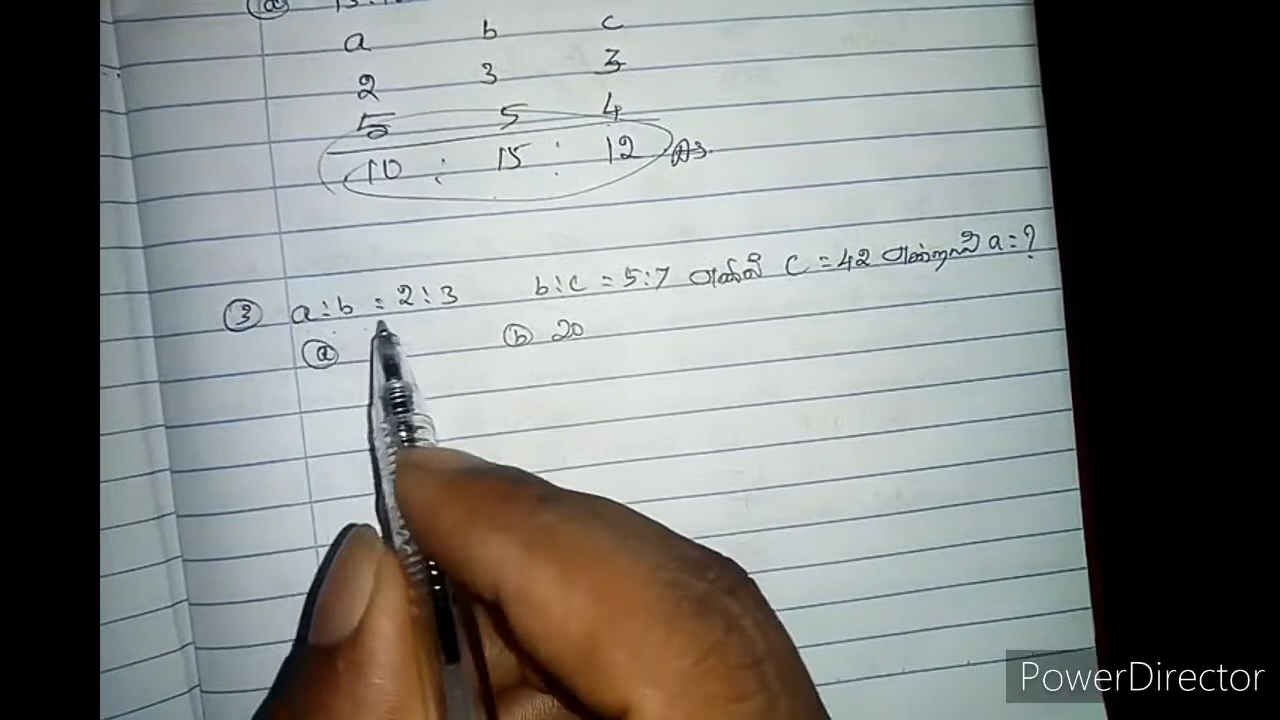 a b c
2 3 3
5 5 4
10 : 15 : 12
③ a:b = 2:3 b:c = 5:7 C = 42 a = ?
ⓐ ⓑ 20
PowerDirector